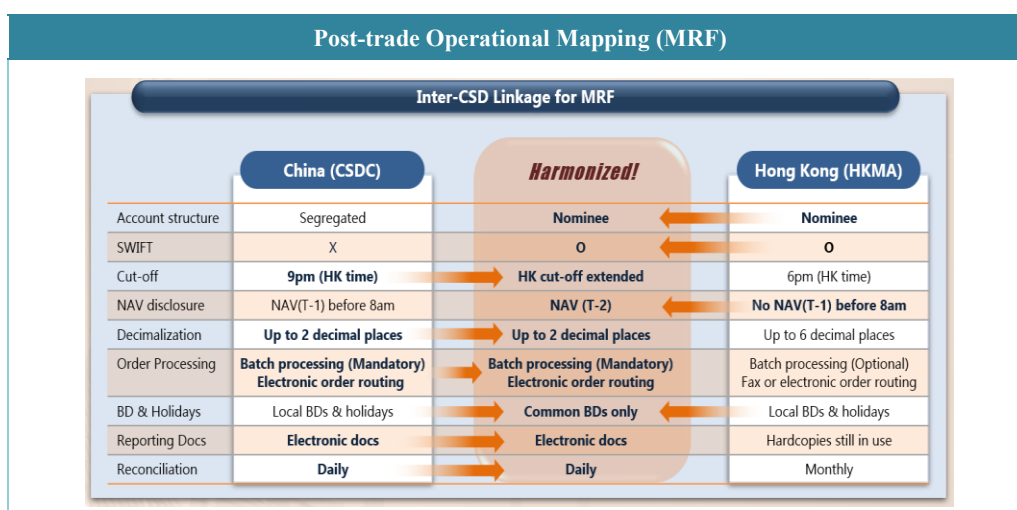 Post-trade Operational Mapping (MRF)
Inter-CSD Linkage for MRF
China (CSDC) Harmonized! Hong Kong (HKMA)
Account structure Segregated Nominee Nominee
SWIFT X O O
Cut-off 9pm (HK time) HK cut-off extended 6pm (HK time)
NAV disclosure NAV(T-1) before 8am NAV (T-2) No NAV(T-1) before 8am
Decimalization Up to 2 decimal places Up to 2 decimal places Up to 6 decimal places
Order Processing Batch processing (Mandatory) Batch processing (Mandatory) Batch processing (Optional)
Electronic order routing Electronic order routing Fax or electronic order routing
BD & Holidays Local BDs & holidays Common BDs only Local BDs & holidays
Reporting Docs Electronic docs Electronic docs Hardcopies still in use
Reconciliation Daily Daily Monthly